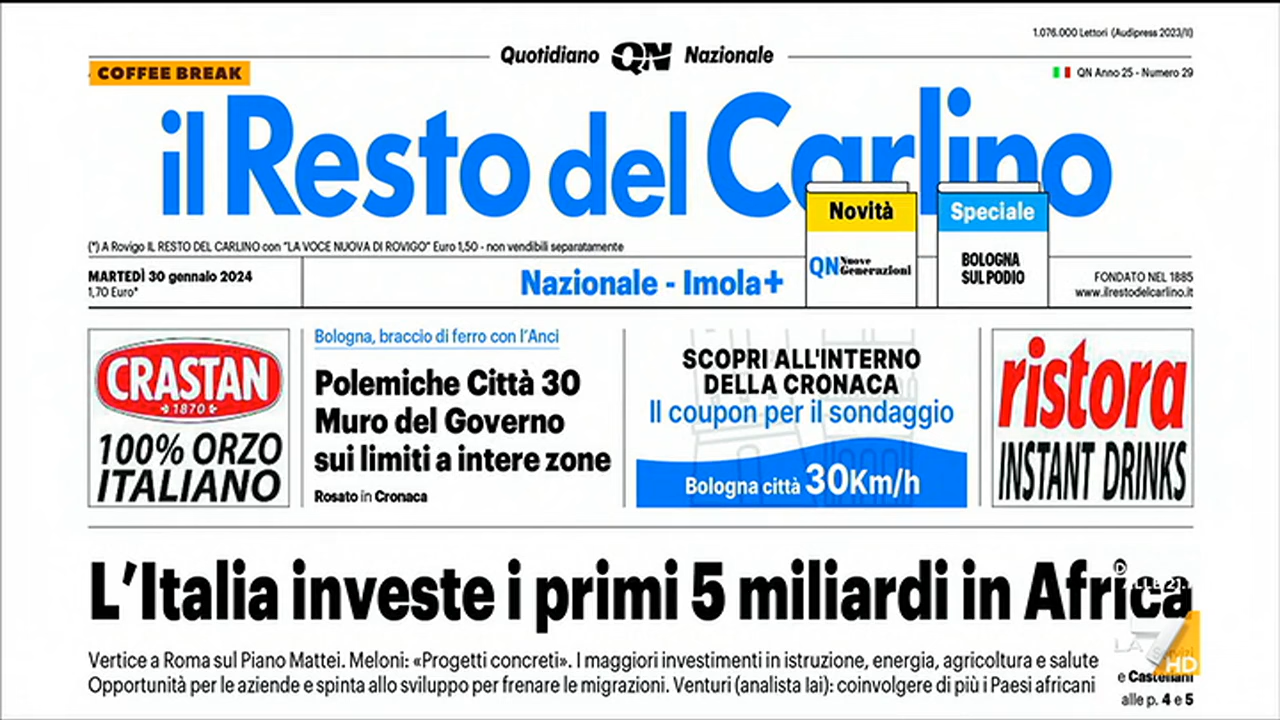 1.076.000 Lettori (Audipress 2023/II)
Quotidiano QN Nazionale
COFFEE BREAK
QN Anno 25 - Numero 29
il Resto del Carlino
Novità
Speciale
(*) A Rovigo IL RESTO DEL CARLINO con “LA VOCE NUOVA DI ROVIGO” Euro 1,50 - non vendibili separatamente
QN Nuove Generazioni
BOLOGNA
SUL PODIO
MARTEDÌ 30 gennaio 2024
1,70 Euro*
Nazionale - Imola+
FONDATO NEL 1885
www.ilrestodelcarlino.it
CRASTAN
1870
100% ORZO
ITALIANO
Bologna, braccio di ferro con l’Anci
Polemiche Città 30
Muro del Governo
sui limiti a intere zone
Rosato in Cronaca
SCOPRI ALL'INTERNO
DELLA CRONACA
Il coupon per il sondaggio
Bologna città 30Km/h
ristora
INSTANT DRINKS
L’Italia investe i primi 5 miliardi in Africa
Vertice a Roma sul Piano Mattei. Meloni: «Progetti concreti». I maggiori investimenti in istruzione, energia, agricoltura e salute
Opportunità per le aziende e spinta allo sviluppo per frenare le migrazioni. Venturi (analista Iai): coinvolgere di più i Paesi africani
LA 7
HD
e Castellani
alle p. 4 e 5